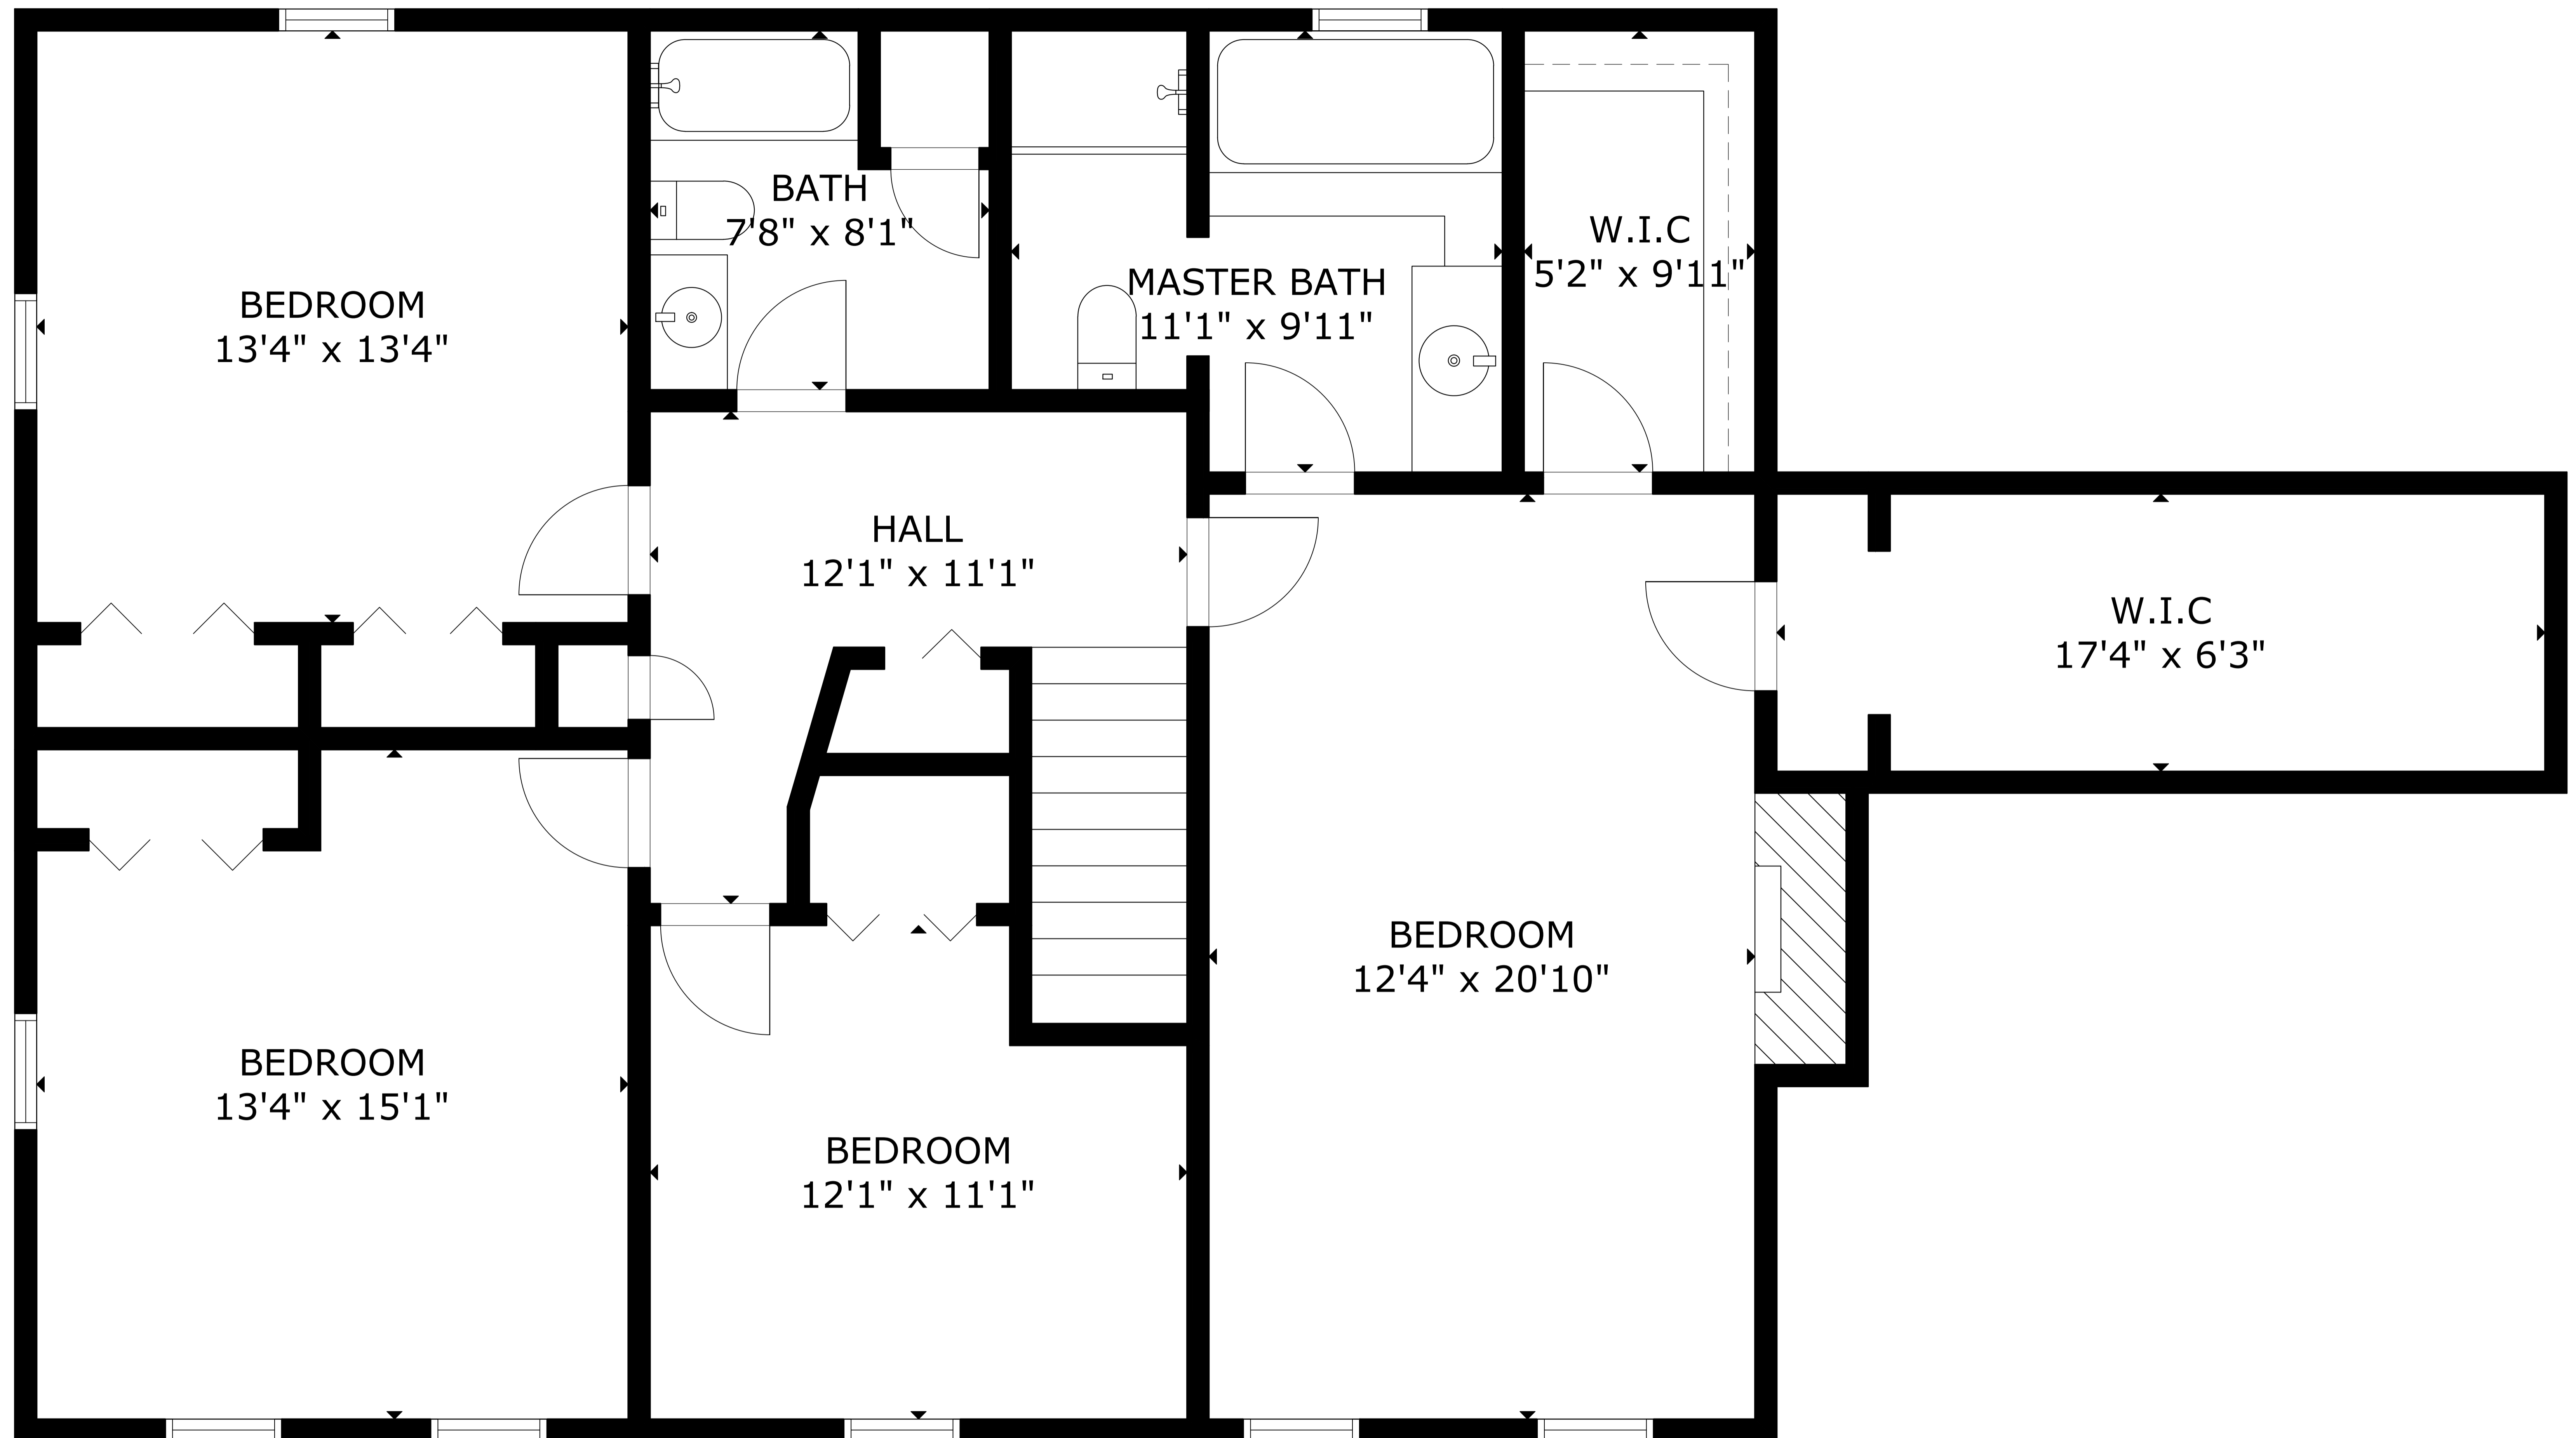 BATH
7'8" x 8'1"
W.I.C
5'2" x 9'11"
MASTER BATH
11'1" x 9'11"
BEDROOM
13'4" x 13'4"
HALL
12'1" x 11'1"
W.I.C
17'4" x 6'3"
BEDROOM
12'4" x 20'10"
BEDROOM
13'4" x 15'1"
BEDROOM
12'1" x 11'1"